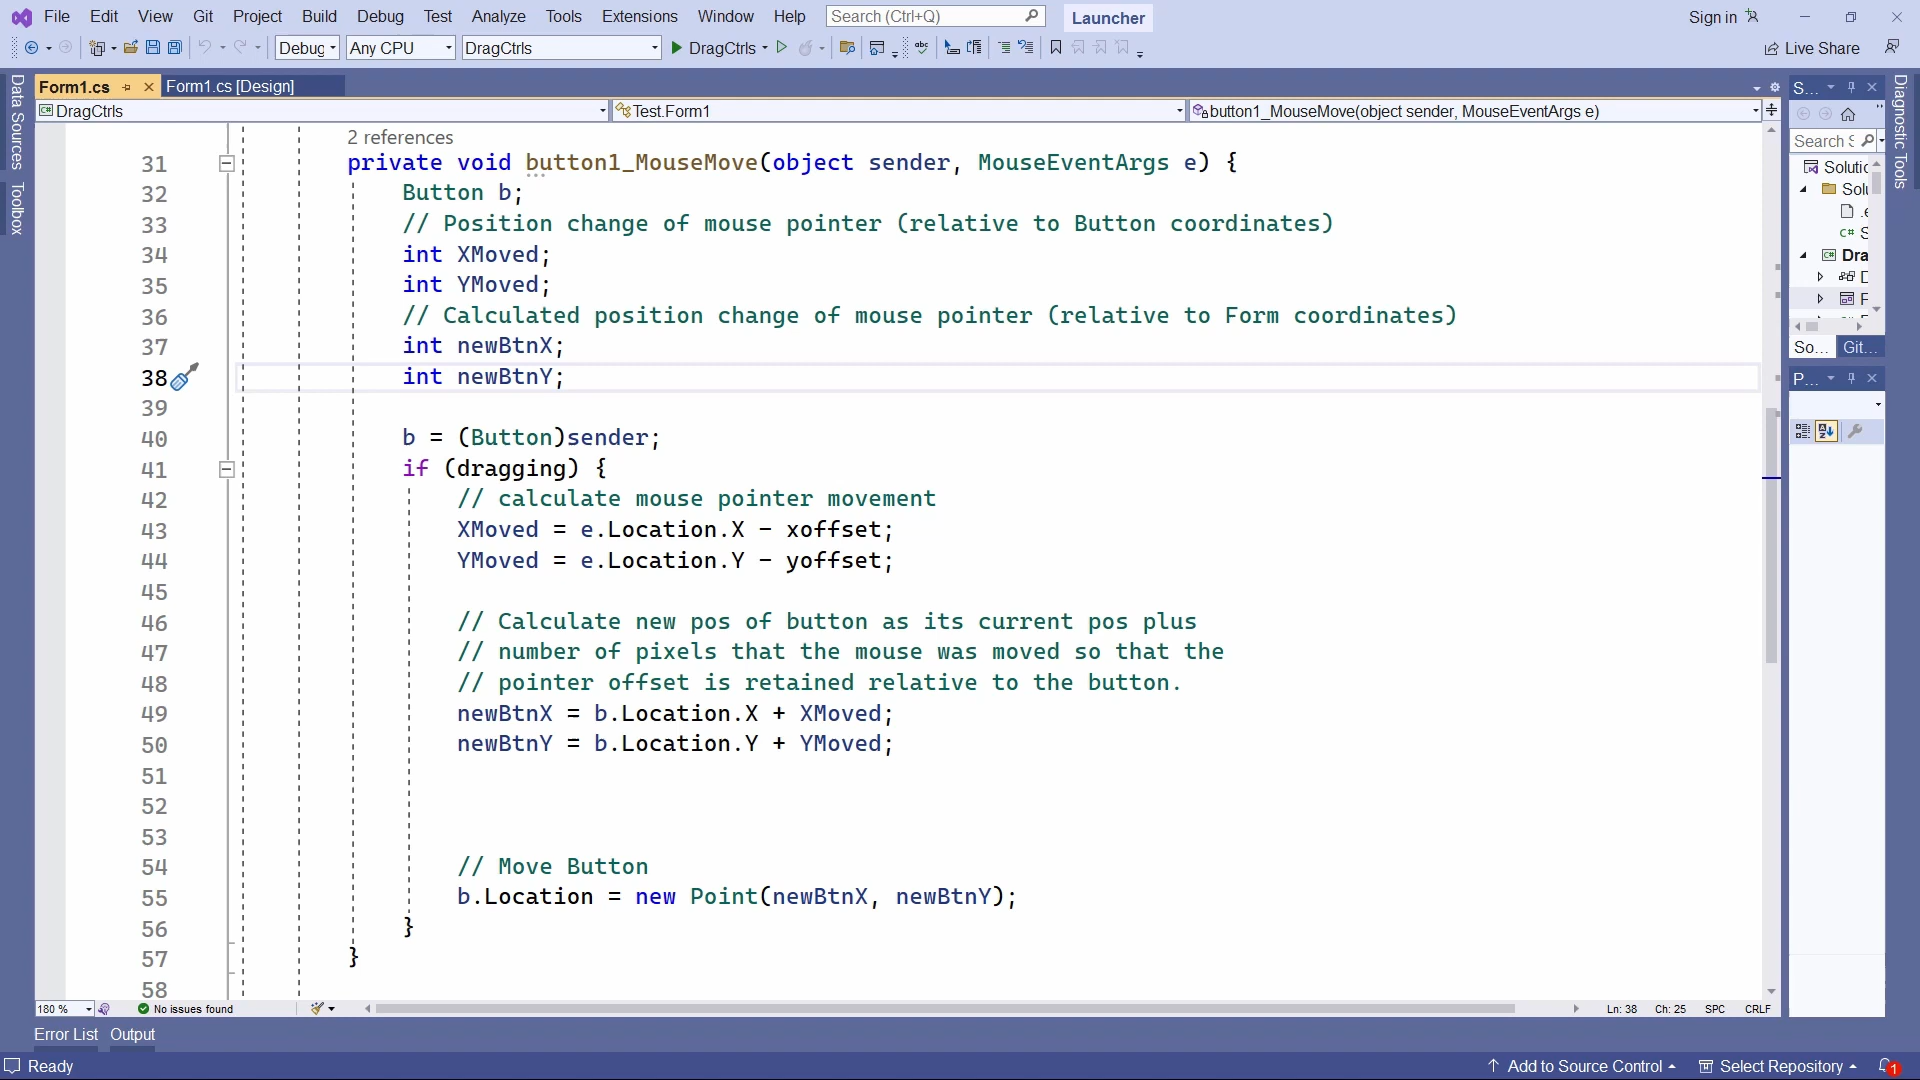 File Edit View Git Project Build Debug Test Analyze Tools Extensions Window Help Search (Ctrl+Q) Launcher Sign in
Debug Any CPU DragCtrls DragCtrls Live Share
Form1.cs Form1.cs [Design] S...
DragCtrls Test.Form1 button1_MouseMove(object sender, MouseEventArgs e)
Data Sources
Toolbox
Diagnostic Tools
2 references
31 private void button1_MouseMove(object sender, MouseEventArgs e) {
32 Button b;
33 // Position change of mouse pointer (relative to Button coordinates)
34 int XMoved;
35 int YMoved;
36 // Calculated position change of mouse pointer (relative to Form coordinates)
37 int newBtnX;
38 int newBtnY;
39
40 b = (Button)sender;
41 if (dragging) {
42 // calculate mouse pointer movement
43 XMoved = e.Location.X - xoffset;
44 YMoved = e.Location.Y - yoffset;
45
46 // Calculate new pos of button as its current pos plus
47 // number of pixels that the mouse was moved so that the
48 // pointer offset is retained relative to the button.
49 newBtnX = b.Location.X + XMoved;
50 newBtnY = b.Location.Y + YMoved;
51
52
53
54 // Move Button
55 b.Location = new Point(newBtnX, newBtnY);
56 }
57 }
58
Search S
Solutic
Solu
C# S
Dra
So... Git...
P...
180 % No issues found Ln: 38 Ch: 25 SPC CRLF
Error List Output
Ready Add to Source Control Select Repository 1